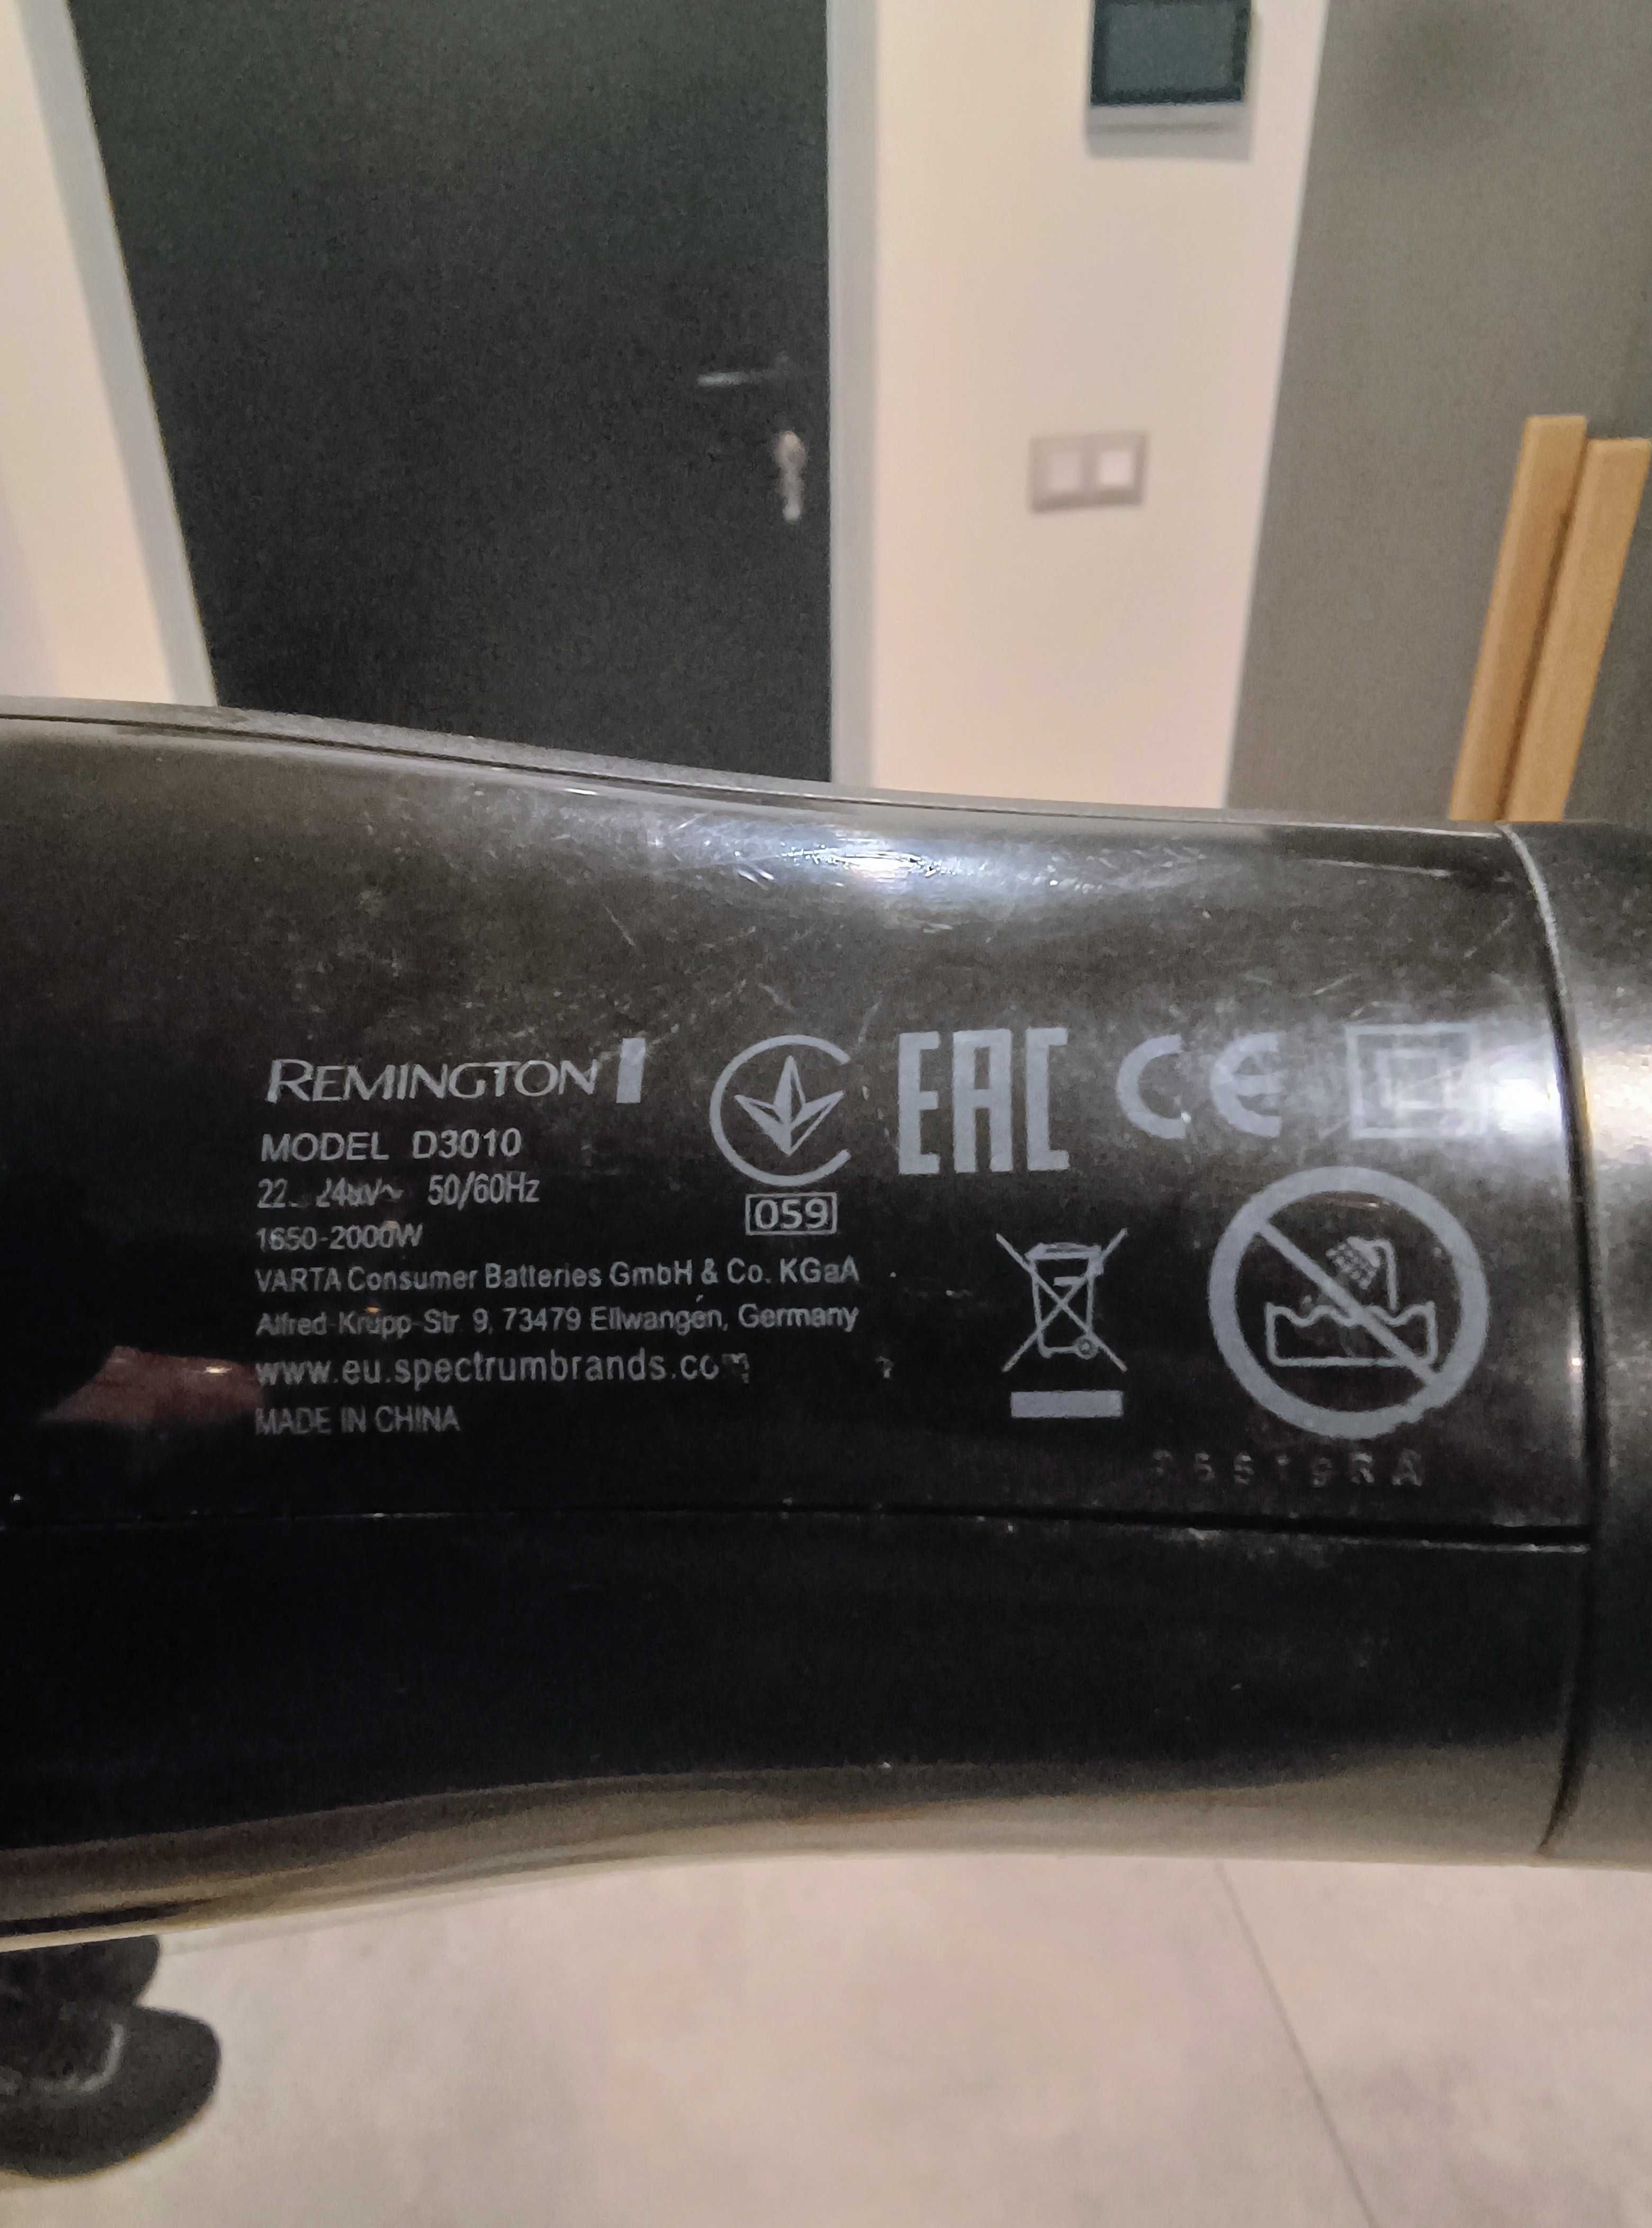 REMINGTON
MODEL D3010
50/60Hz
1650-2000W
VARTA Consumer Batteries GmbH & Co. KGaA
Alfred-Krupp-Str 9, 73479 Ellwangen, Germany
www.eu.spectrumbrands.com
MADE IN CHINA
059
EAC CE